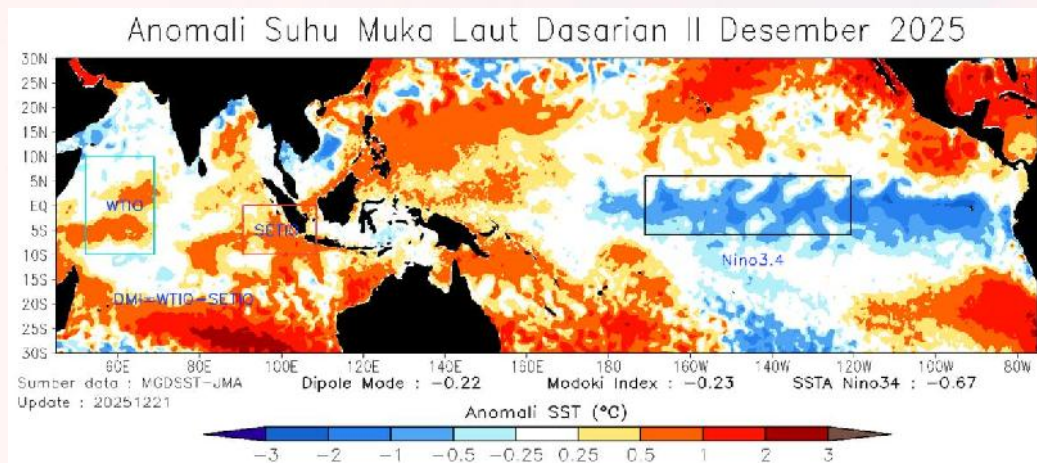 Anomali Suhu Muka Laut Dasarian II Desember 2025
30N
25N
20N
15N
10N
5N
EQ
5S
10S
15S
20S
25S
30S
WTIO
SETIO
Nino3.4
DMI=WTIO-SETIO
60E 80E 100E 120E 140E 160E 180 160W 140W 120W 100W 80W
Sumber data : MGDSST-JMA Dipole Mode : -0.22 Modoki Index : -0.23 SSTA Nino34 : -0.67
Update : 20251221
Anomali SST (°C)
-3 -2 -1 -0.5 -0.25 0.25 0.5 1 2 3